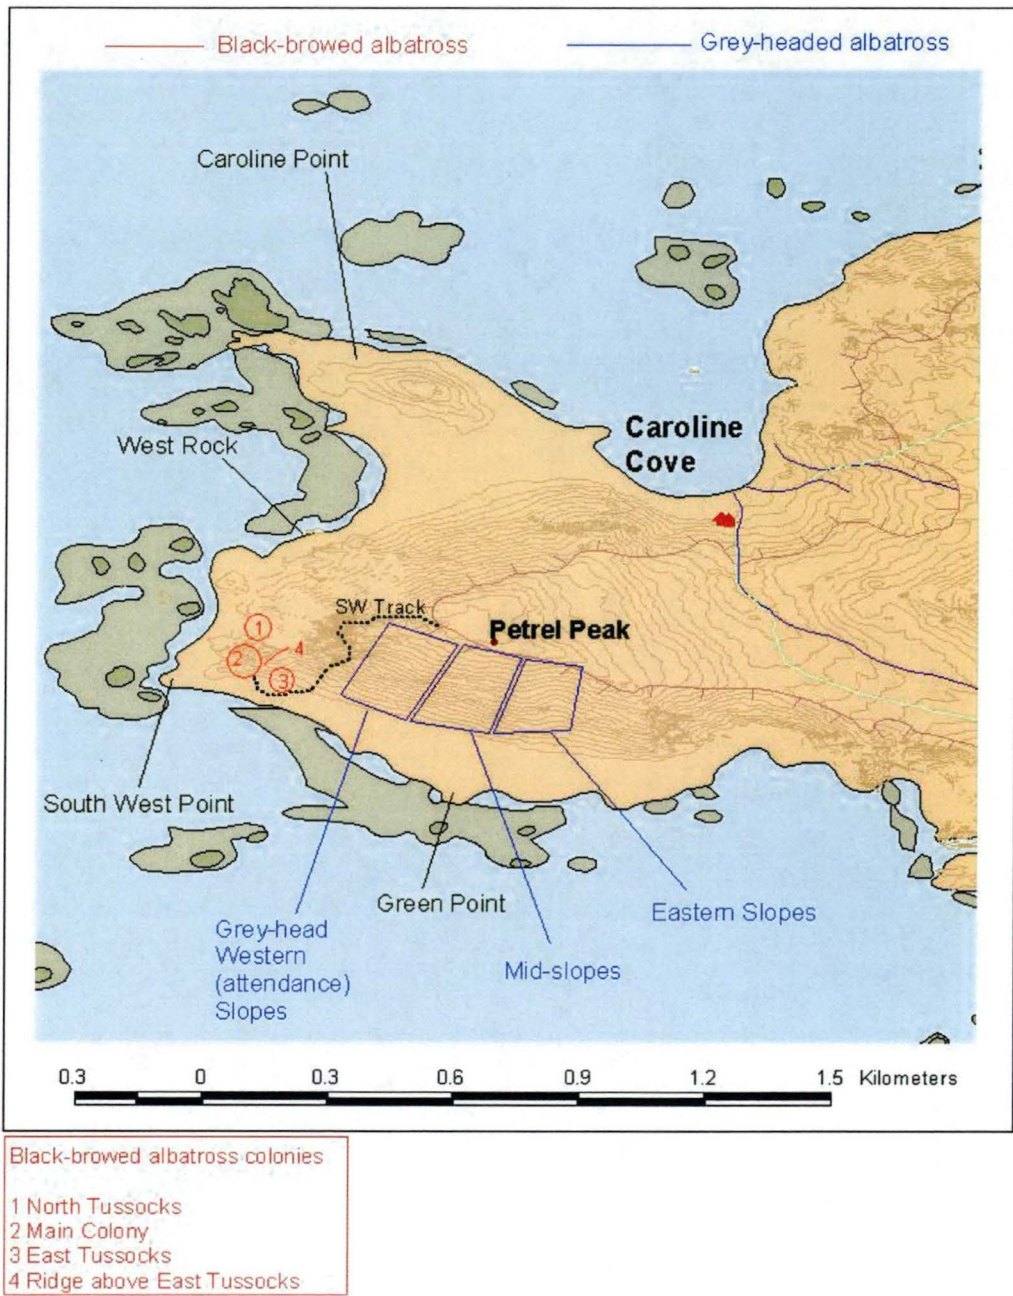 Black-browed albatross
Grey-headed albatross
Caroline Point
Caroline
Cove
West Rock
SW Track
Petrel Peak
1
2
4
3
South West Point
Green Point
Eastern Slopes
Grey-head
Western
(attendance)
Slopes
Mid-slopes
0.3 0 0.3 0.6 0.9 1.2 1.5 Kilometers
Black-browed albatross colonies
1 North Tussocks
2 Main Colony
3 East Tussocks
4 Ridge above East Tussocks